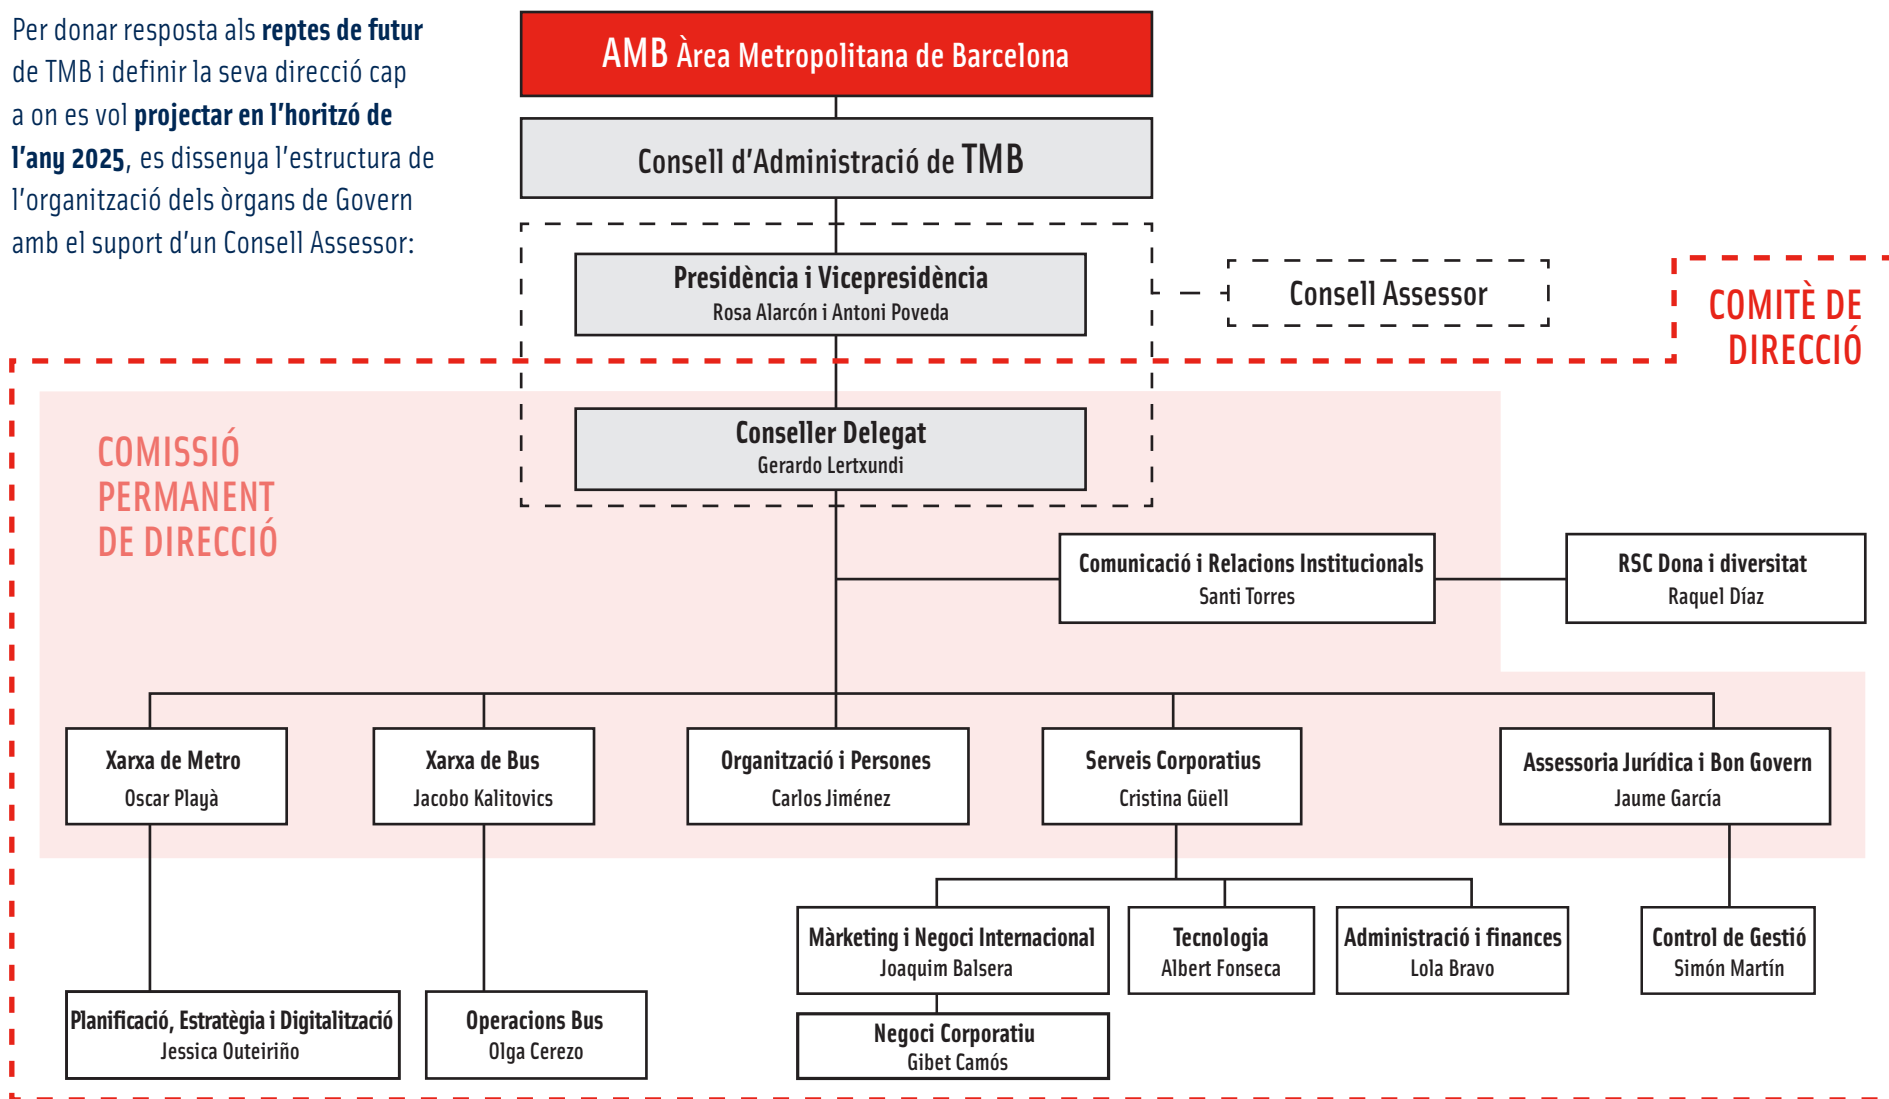 Per donar resposta als reptes de futur
de TMB i definir la seva direcció cap
a on es vol projectar en l'horitzó de
l'any 2025, es dissenya l'estructura de
l'organització dels òrgans de Govern
amb el suport d'un Consell Assessor:
AMB Àrea Metropolitana de Barcelona
Consell d'Administració de TMB
Presidència i Vicepresidència
Rosa Alarcón i Antoni Poveda
Consell Assessor
COMITÈ DE
DIRECCIÓ
Conseller Delegat
Gerardo Lertxundi
COMISSIÓ
PERMANENT
DE DIRECCIÓ
Comunicació i Relacions Institucionals
Santi Torres
RSC Dona i diversitat
Raquel Díaz
Xarxa de Metro
Oscar Playà
Xarxa de Bus
Jacobo Kalitovics
Organització i Persones
Carlos Jiménez
Serveis Corporatius
Cristina Güell
Assessoria Jurídica i Bon Govern
Jaume García
Màrketing i Negoci Internacional
Joaquim Balsera
Tecnologia
Albert Fonseca
Administració i finances
Lola Bravo
Control de Gestió
Simón Martín
Planificació, Estratègia i Digitalització
Jessica Outeiriño
Operacions Bus
Olga Cerezo
Negoci Corporatiu
Gibet Camós